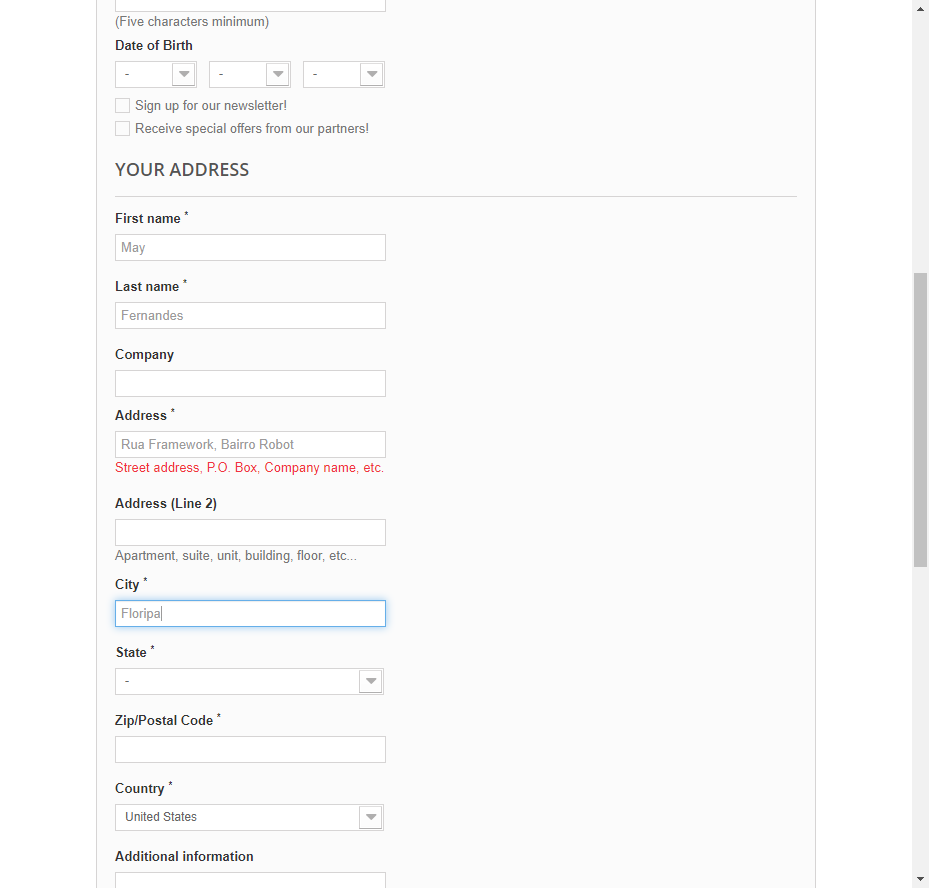 (Five characters minimum)
Date of Birth
- - -
Sign up for our newsletter!
Receive special offers from our partners!
YOUR ADDRESS
First name *
May
Last name *
Fernandes
Company
Address *
Rua Framework, Bairro Robot
Street address, P.O. Box, Company name, etc.
Address (Line 2)
Apartment, suite, unit, building, floor, etc...
City *
Floripa
State *
-
Zip/Postal Code *
Country *
United States
Additional information